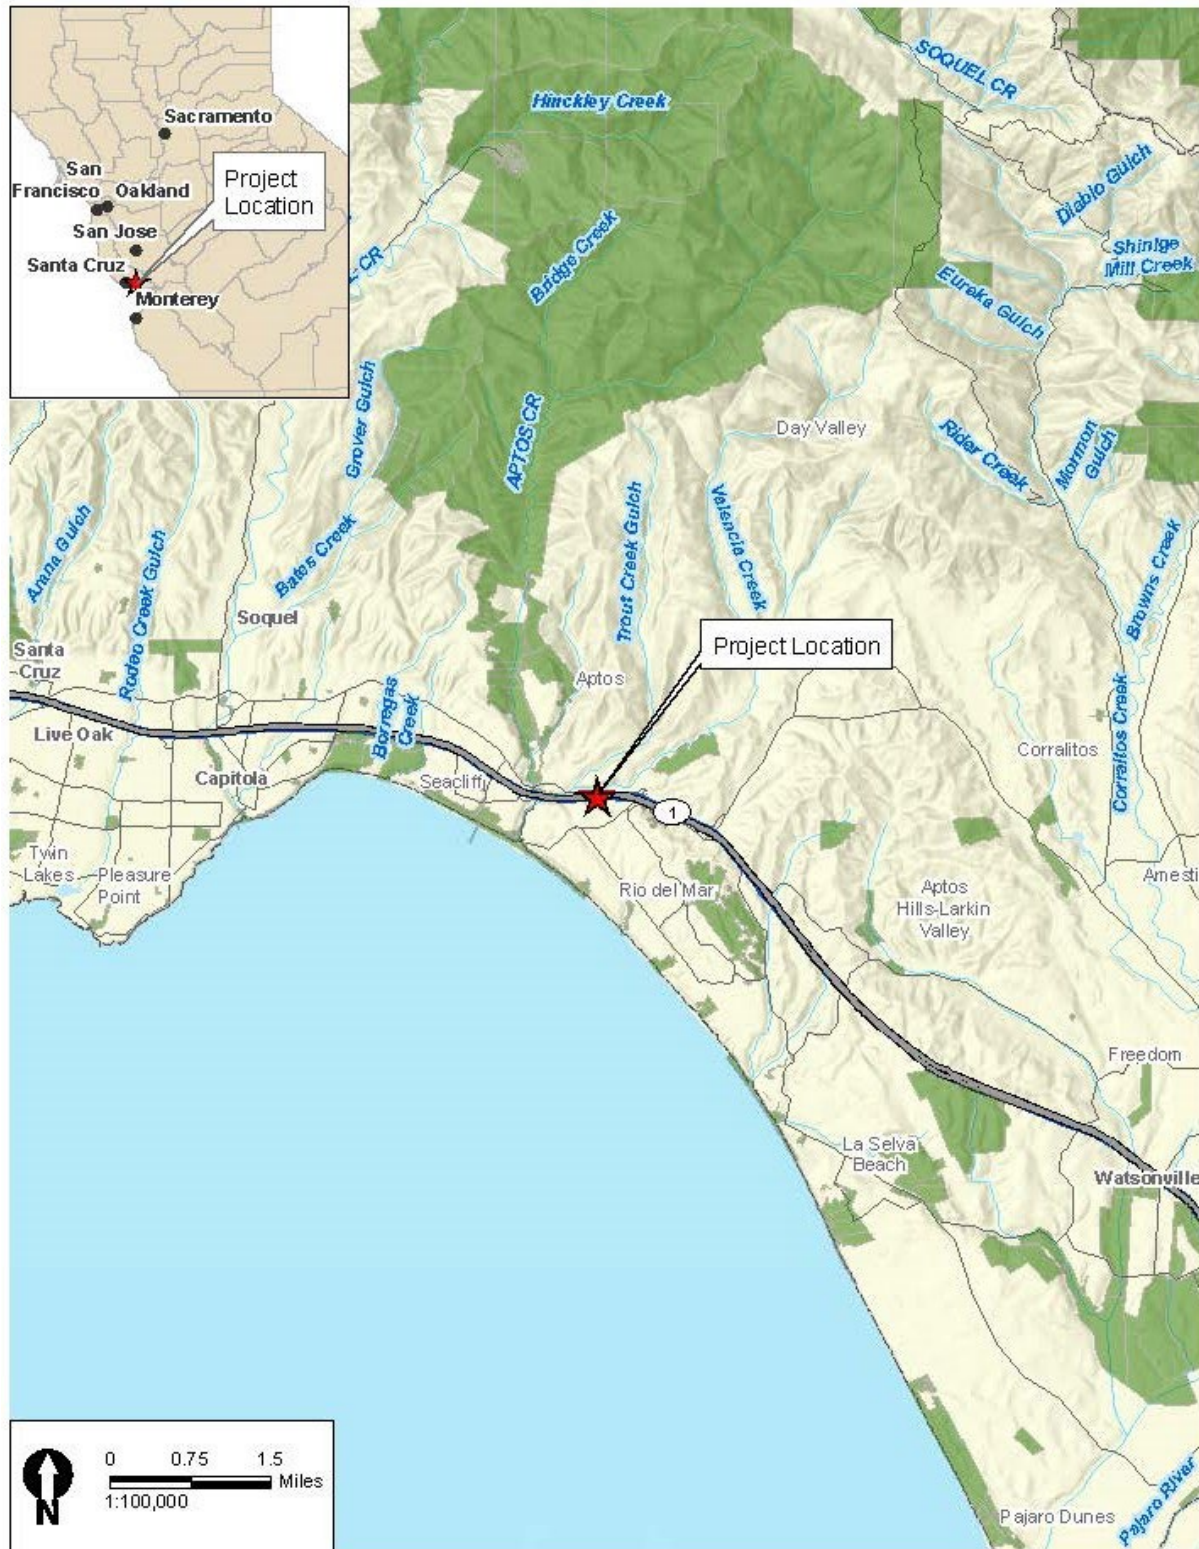 Sacramento
San
Francisco
Oakland
San Jose
Santa Cruz
Monterey
Project
Location
Hinckley Creek
SOQUEL CR
Diablo Gulch
Shinlge
Mill Creek
Bridge Creek
Eureka Gulch
CR
Grover Gulch
APTOS CR
Day Valley
Rider Creek
Mormon
Gulch
Arana Gulch
Rodeo Creek Gulch
Bates Creek
Trout Creek Gulch
Valencia Creek
Browns Creek
Soquel
Santa
Cruz
Project Location
Aptos
Live Oak
Borregas
Creek
Corralitos
Corralitos Creek
Capitola
Seacliff
1
Twin
Lakes
Pleasure
Point
Rio del Mar
Aptos
Hills-Larkin
Valley
Amesti
Freedom
La Selva
Beach
Watsonville
Pajaro Dunes
Pajaro River
0 0.75 1.5
Miles
1:100,000
N